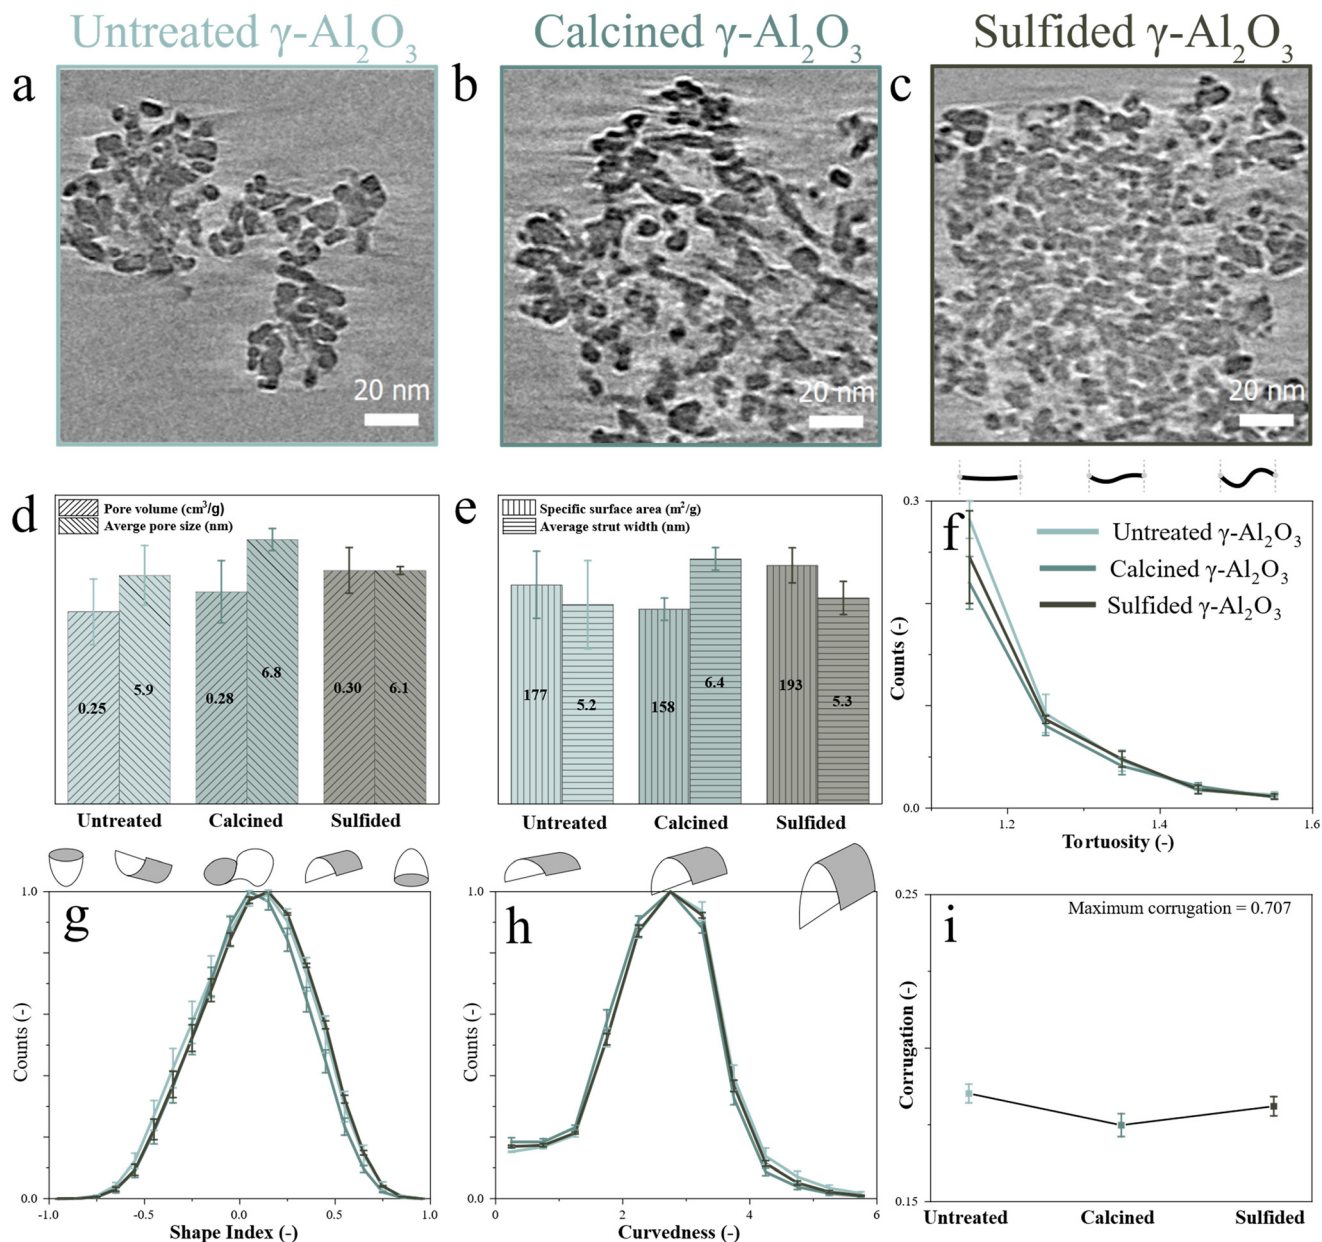 Untreated γ-Al₂O₃
Calcined γ-Al₂O₃
Sulfided γ-Al₂O₃
a
b
c
20 nm
20 nm
20 nm
d
Pore volume (cm³/g)
Averge pore size (nm)
0.25
5.9
0.28
6.8
0.30
6.1
Untreated
Calcined
Sulfided
e
Specific surface area (m²/g)
Average strut width (nm)
177
5.2
158
6.4
193
5.3
Untreated
Calcined
Sulfided
f
Untreated γ-Al₂O₃
Calcined γ-Al₂O₃
Sulfided γ-Al₂O₃
0.3
Counts (-)
0.0
1.2
1.4
1.6
Tortuosity (-)
g
1.0
Counts (-)
0.0
-1.0
-0.5
0.0
0.5
1.0
Shape Index (-)
h
1.0
Counts (-)
0.0
0
2
4
6
Curvedness (-)
i
Maximum corrugation = 0.707
0.25
Corrugation (-)
0.15
Untreated
Calcined
Sulfided